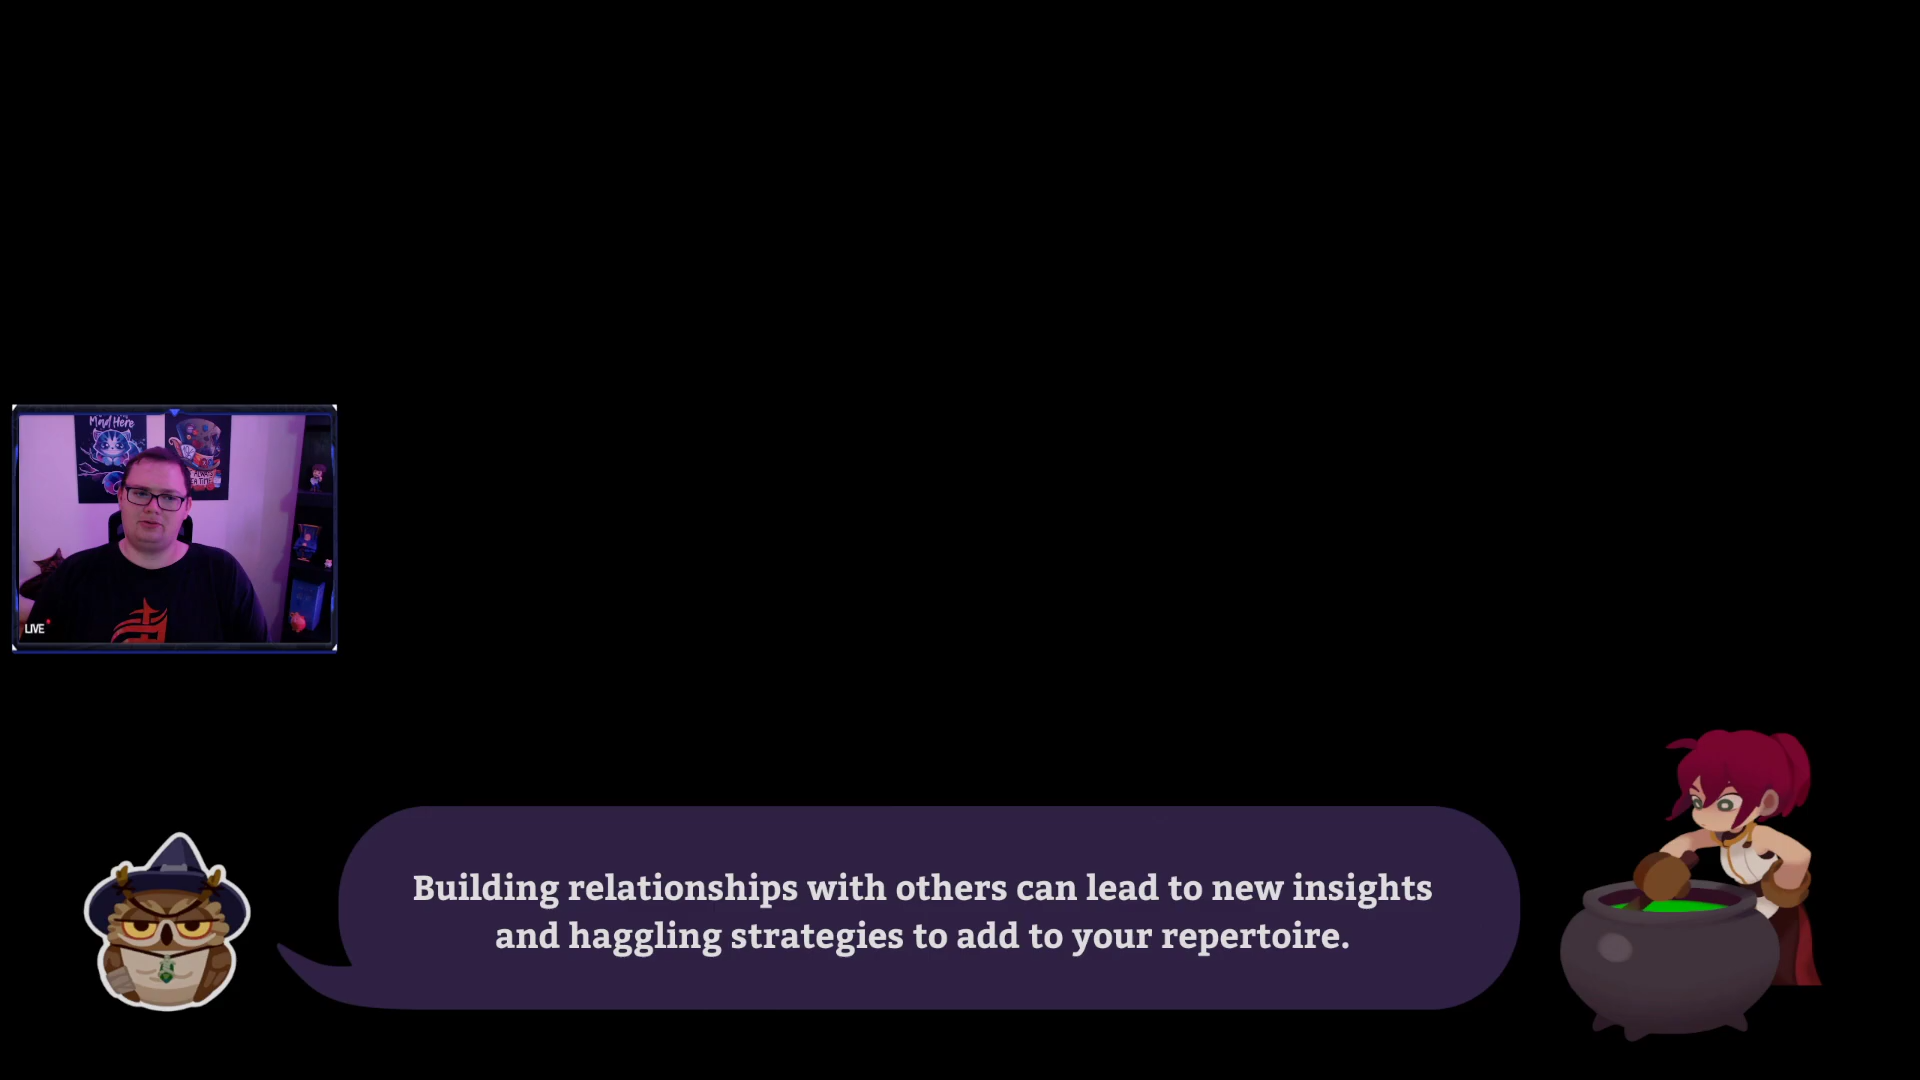 Mad Here
LIVE
Building relationships with others can lead to new insights
and haggling strategies to add to your repertoire.